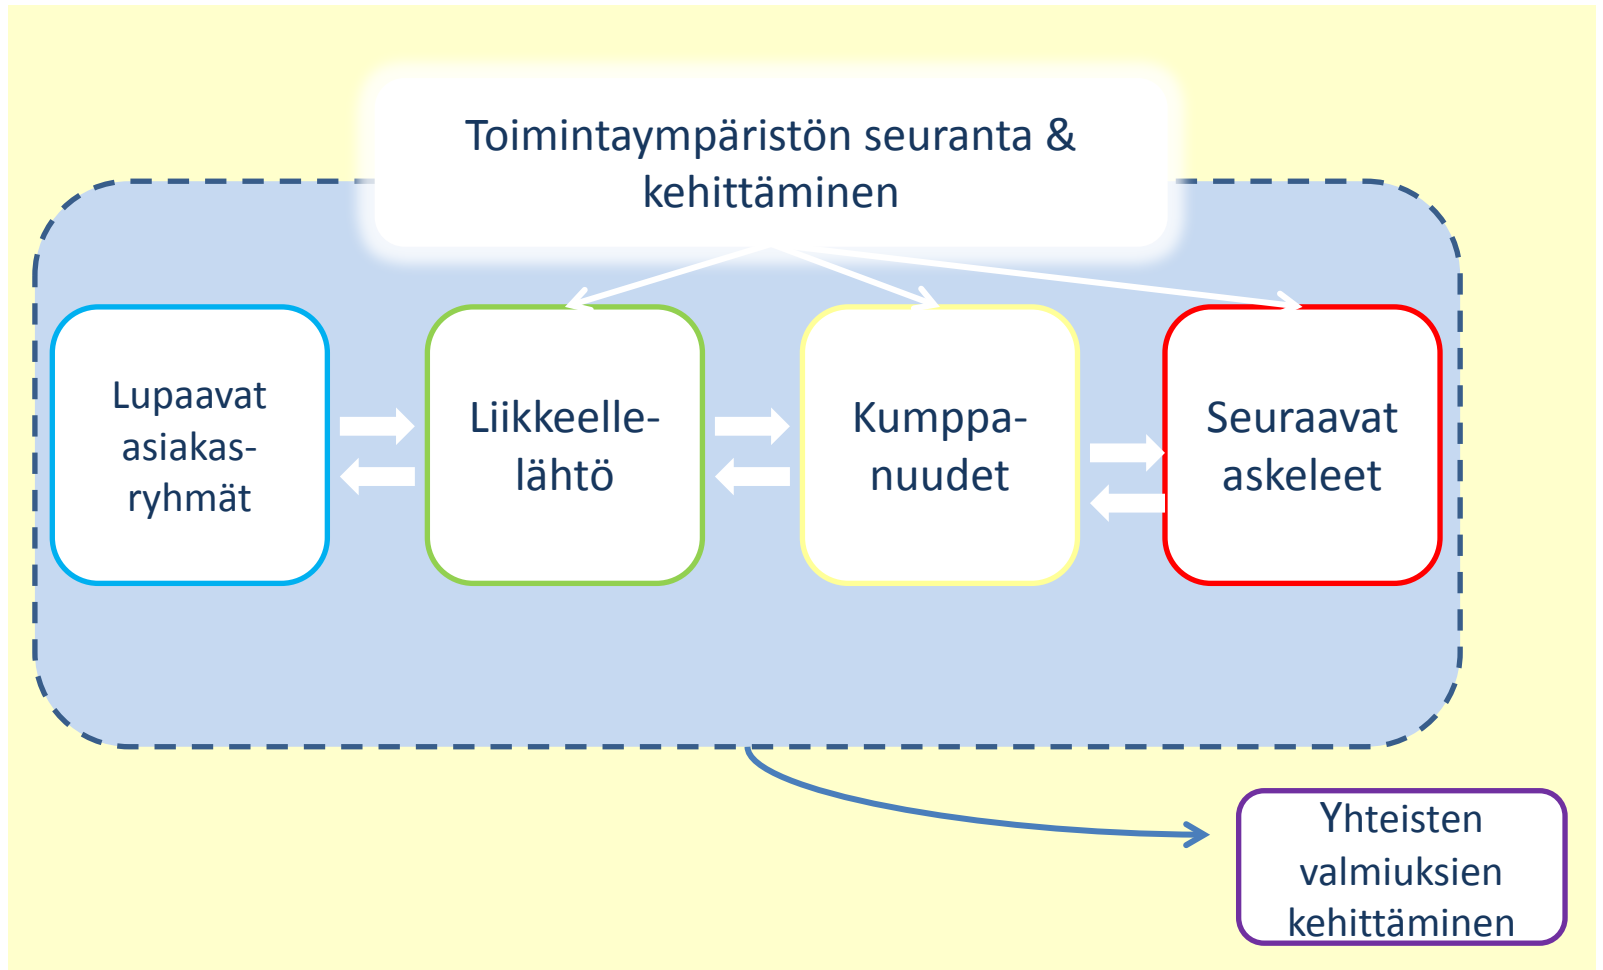 Toimintaympäristön seuranta &
kehittäminen
Lupaavat
asiakas-
ryhmät
Liikkeelle-
lähtö
Kumppa-
nuudet
Seuraavat
askeleet
Yhteisten
valmiuksien
kehittäminen